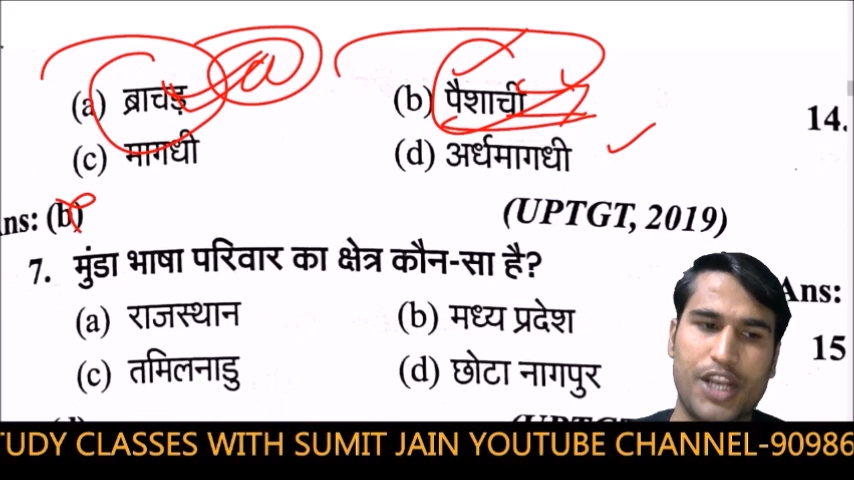 (a) ब्राचड़ (b) पैशाची
(c) मागधी (d) अर्धमागधी
ns: (b)
(UPTGT, 2019)
7. मुंडा भाषा परिवार का क्षेत्र कौन-सा है?
(a) राजस्थान (b) मध्य प्रदेश
(c) तमिलनाडु (d) छोटा नागपुर
14.
Ans:
15
TUDY CLASSES WITH SUMIT JAIN YOUTUBE CHANNEL-90986